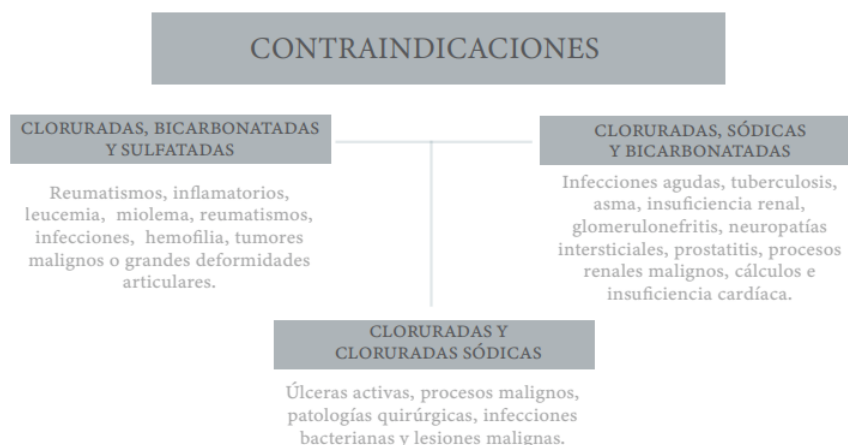 CONTRAINDICACIONES
CLORURADAS, BICARBONATADAS
Y SULFATADAS
Reumatismos, inflamatorios,
leucemia, miolema, reumatismos,
infecciones, hemofilia, tumores
malignos o grandes deformidades
articulares.
CLORURADAS, SÓDICAS
Y BICARBONATADAS
Infecciones agudas, tuberculosis,
asma, insuficiencia renal,
glomerulonefritis, neuropatías
intersticiales, prostatitis, procesos
renales malignos, cálculos e
insuficiencia cardíaca.
CLORURADAS Y
CLORURADAS SÓDICAS
Úlceras activas, procesos malignos,
patologías quirúrgicas, infecciones
bacterianas y lesiones malignas.